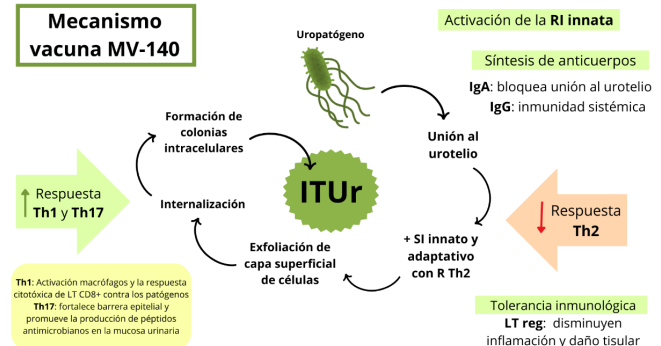 Mecanismo
vacuna MV-140
Uropatógeno
Activación de la RI innata
Síntesis de anticuerpos
IgA: bloquea unión al urotelio
IgG: inmunidad sistémica
Formación de
colonias
intracelulares
Unión al
urotelio
ITUr
Respuesta
Th1 y Th17
Internalización
Respuesta
Th2
Exfoliación de
capa superficial
de células
+ SI innato y
adaptativo
con R Th2
Th1: Activación macrófagos y la respuesta
citotóxica de LT CD8+ contra los patógenos
Th17: fortalece barrera epitelial y
promueve la producción de péptidos
antimicrobianos en la mucosa urinaria
Tolerancia inmunológica
LT reg: disminuyen
inflamación y daño tisular